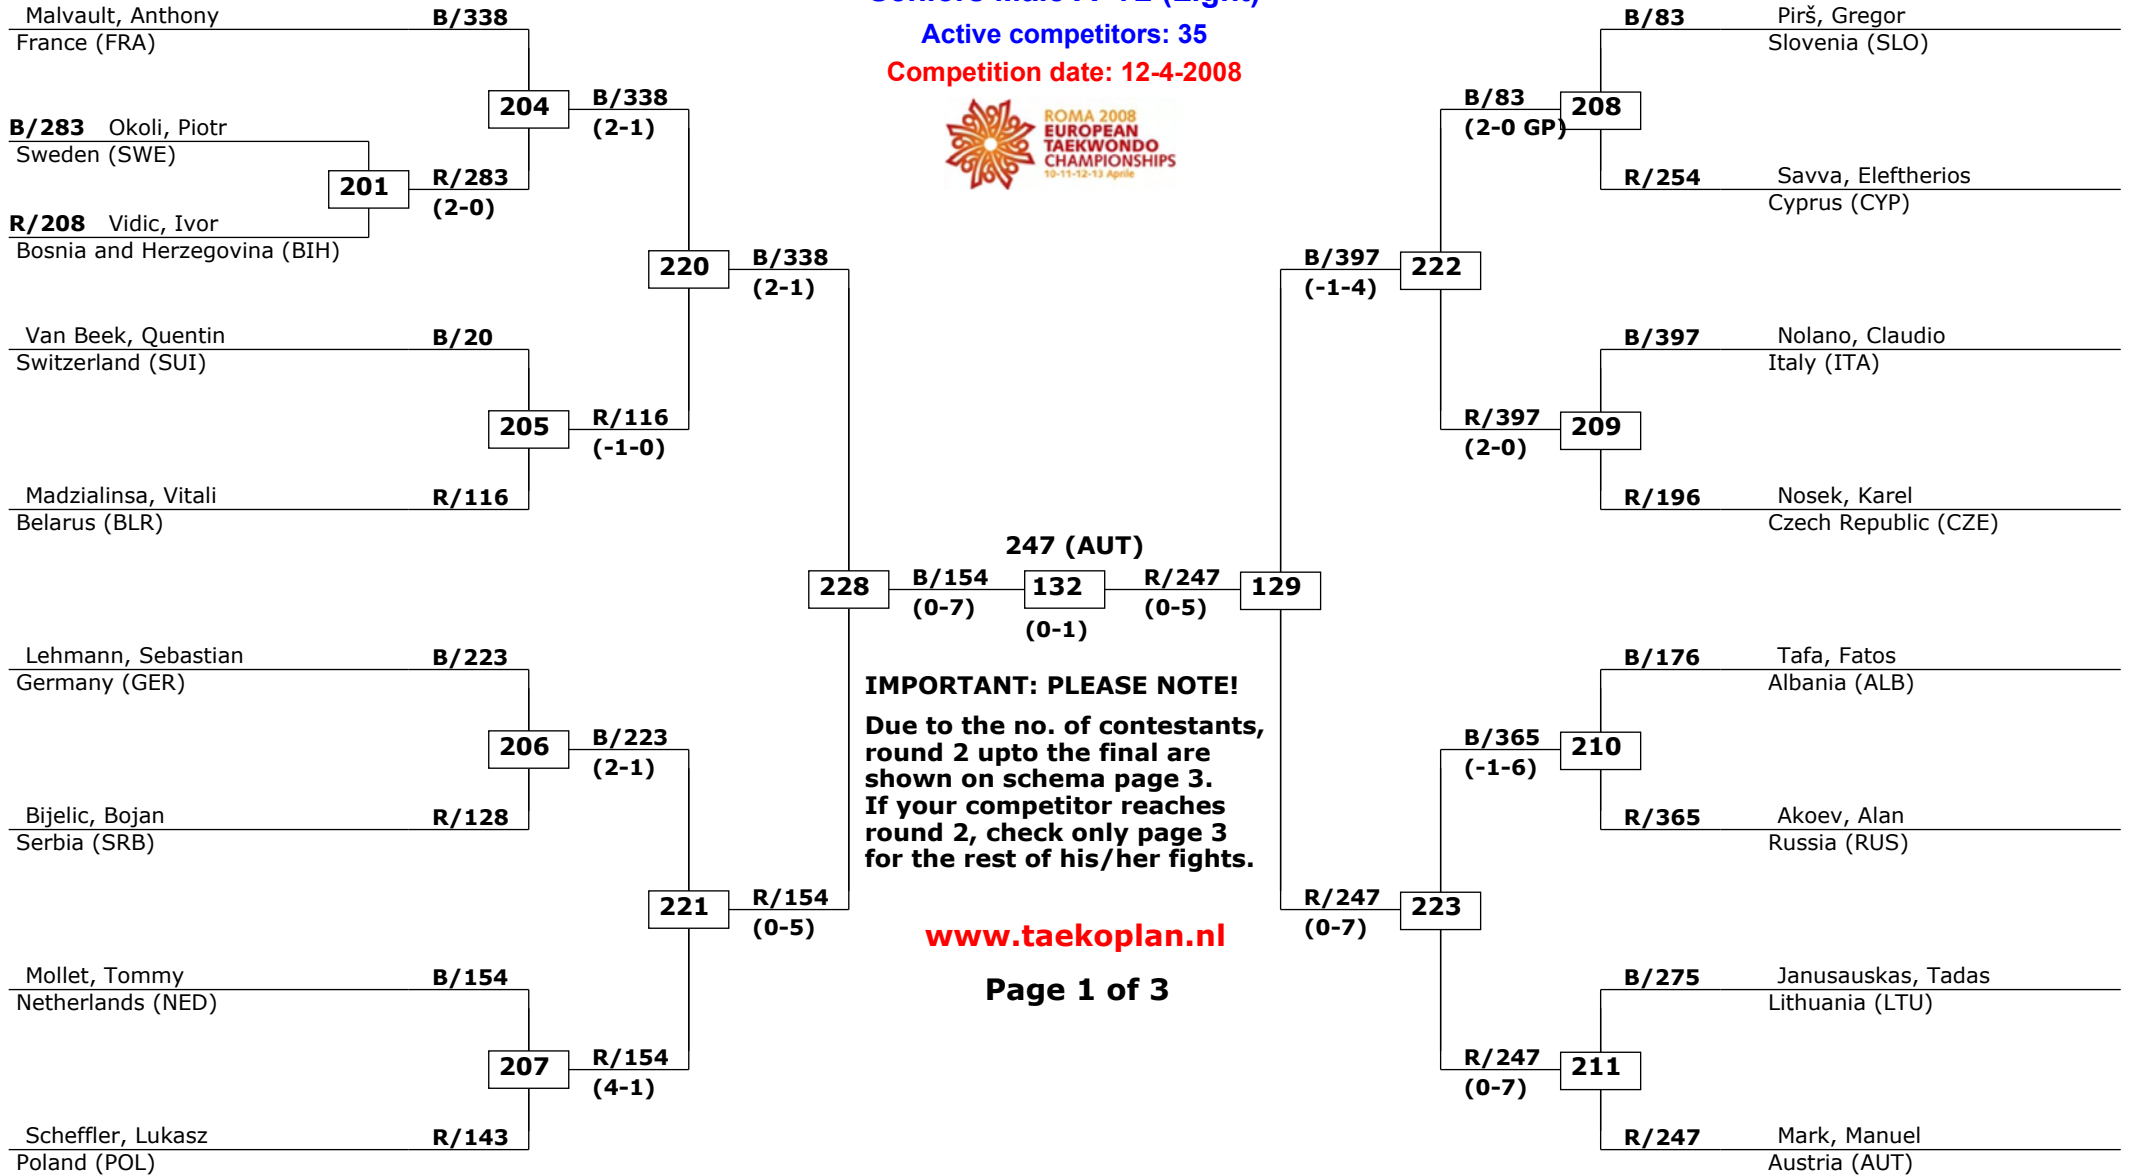 Malvault, Anthony B/338
France (FRA)
B/283 Okoli, Piotr
Sweden (SWE)
201
R/283
(2-0)
R/208 Vidic, Ivor
Bosnia and Herzegovina (BIH)
204
B/338
(2-1)
Van Beek, Quentin B/20
Switzerland (SUI)
205
R/116
(-1-0)
Madzialinsa, Vitali R/116
Belarus (BLR)
220
B/338
(2-1)
Lehmann, Sebastian B/223
Germany (GER)
206
B/223
(2-1)
Bijelic, Bojan R/128
Serbia (SRB)
221
R/154
(0-5)
Mollet, Tommy B/154
Netherlands (NED)
207
R/154
(4-1)
Scheffler, Lukasz R/143
Poland (POL)
Active competitors: 35
Competition date: 12-4-2008
ROMA 2008
EUROPEAN
TAEKWONDO
CHAMPIONSHIPS
10-11-12-13 Aprile
247 (AUT)
228
B/154
(0-7)
132
(0-1)
R/247
(0-5)
129
IMPORTANT: PLEASE NOTE!
Due to the no. of contestants,
round 2 upto the final are
shown on schema page 3.
If your competitor reaches
round 2, check only page 3
for the rest of his/her fights.
www.taekoplan.nl
Page 1 of 3
B/83 Pirš, Gregor
Slovenia (SLO)
B/83
(2-0 GP)
208
R/254 Savva, Eleftherios
Cyprus (CYP)
B/397
(-1-4)
222
B/397 Nolano, Claudio
Italy (ITA)
R/397
(2-0)
209
R/196 Nosek, Karel
Czech Republic (CZE)
B/176 Tafa, Fatos
Albania (ALB)
B/365
(-1-6)
210
R/365 Akoev, Alan
Russia (RUS)
R/247
(0-7)
223
B/275 Janusauskas, Tadas
Lithuania (LTU)
R/247
(0-7)
211
R/247 Mark, Manuel
Austria (AUT)